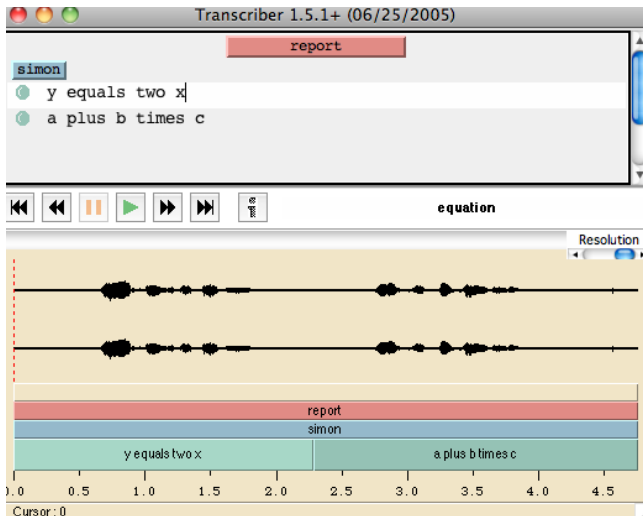 Transcriber 1.5.1+ (06/25/2005)
report
simon
y equals two x
a plus b times c
equation
Resolution
report
simon
y equals two x a plus b times c
0.0 0.5 1.0 1.5 2.0 2.5 3.0 3.5 4.0 4.5
Cursor : 0